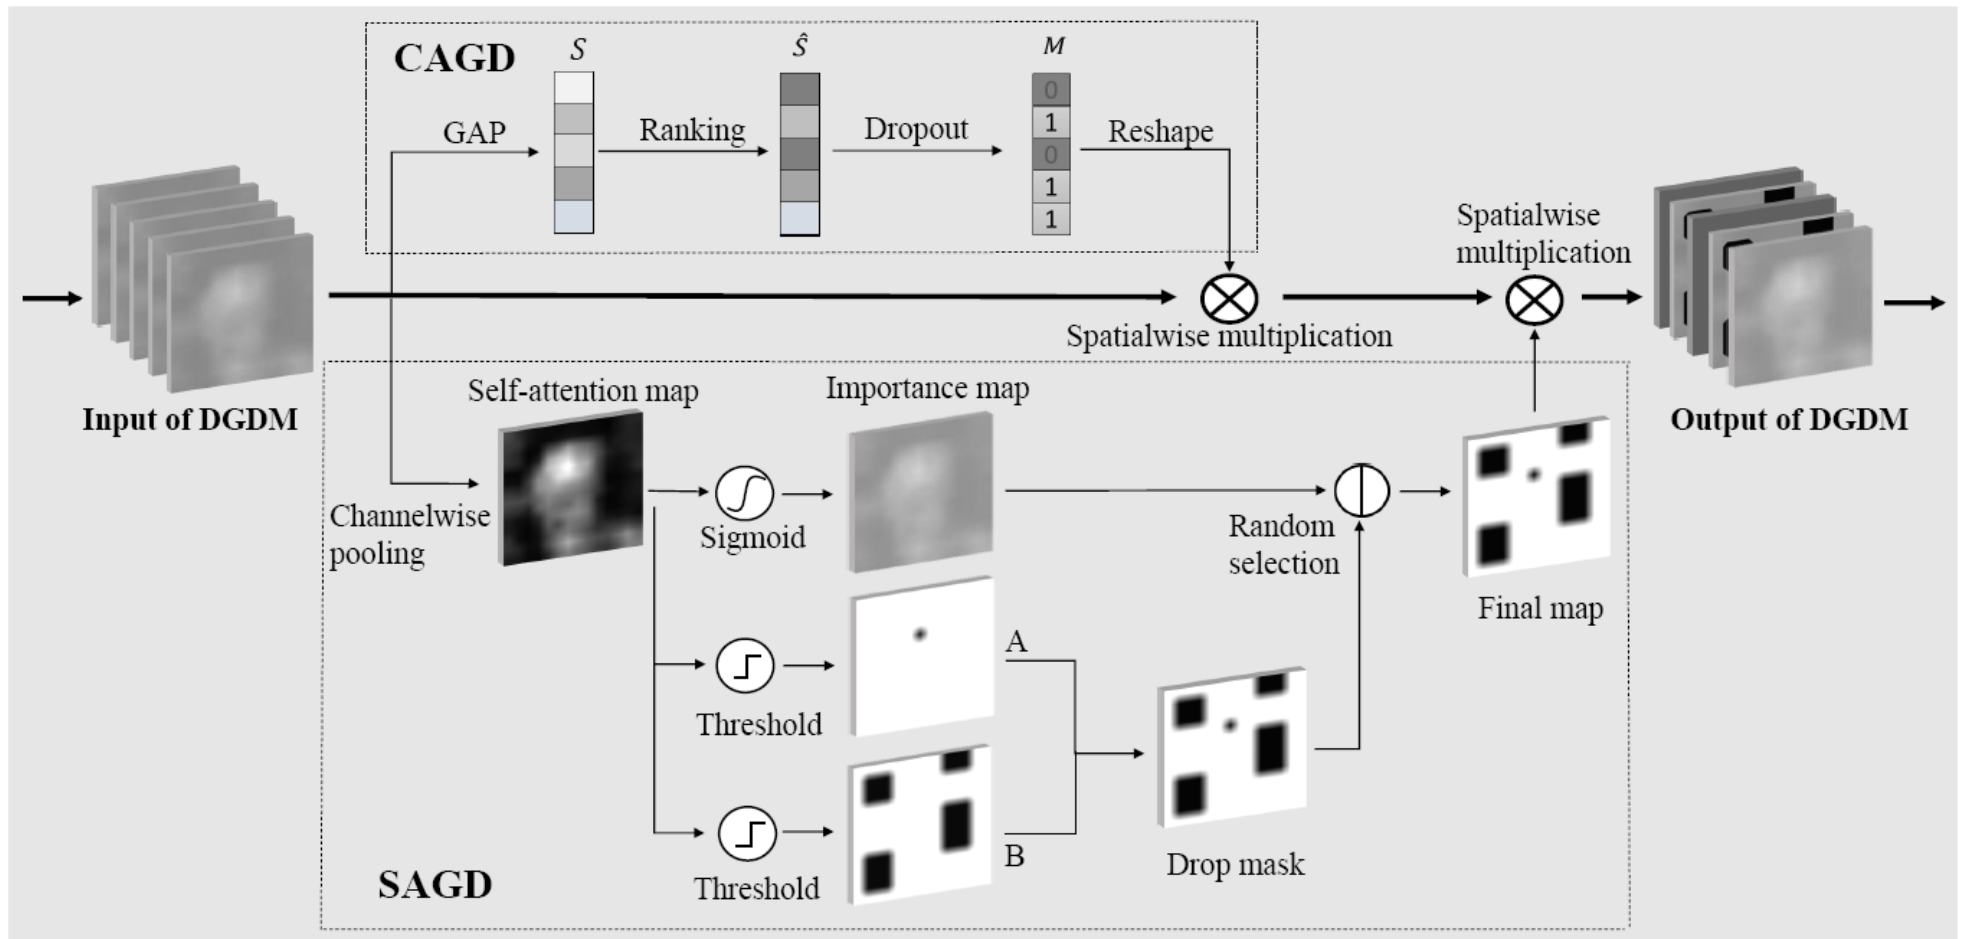 CAGD
S
Ŝ
M
GAP
Ranking
Dropout
Reshape
0
1
0
1
1
Spatialwise
multiplication
Spatialwise multiplication
Input of DGDM
Output of DGDM
Self-attention map
Importance map
Channelwise
pooling
Sigmoid
Random
selection
Final map
A
Threshold
B
Threshold
Drop mask
SAGD